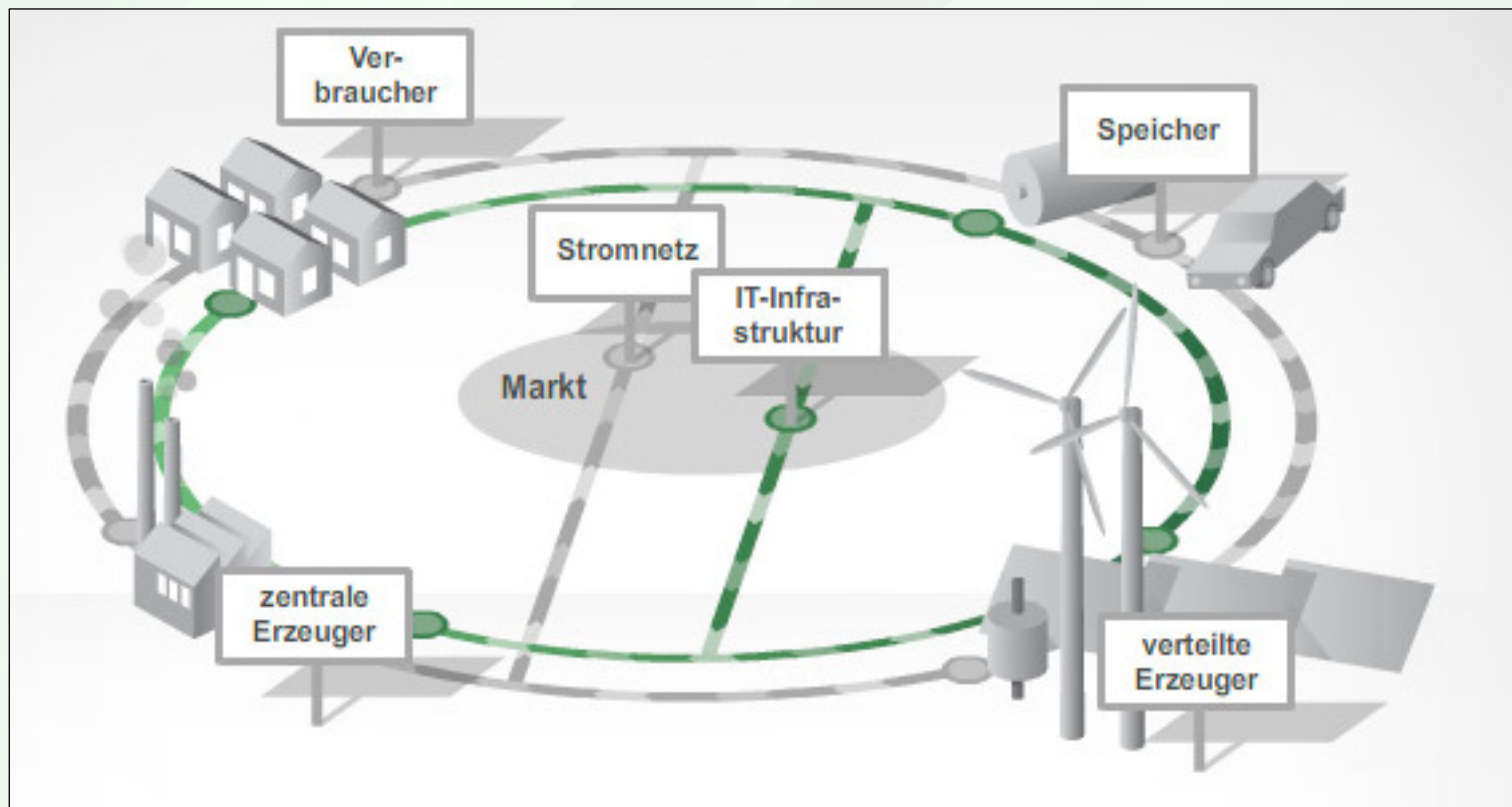 Ver-
braucher
Speicher
Stromnetz
IT-Infra-
struktur
Markt
zentrale
Erzeuger
verteilte
Erzeuger